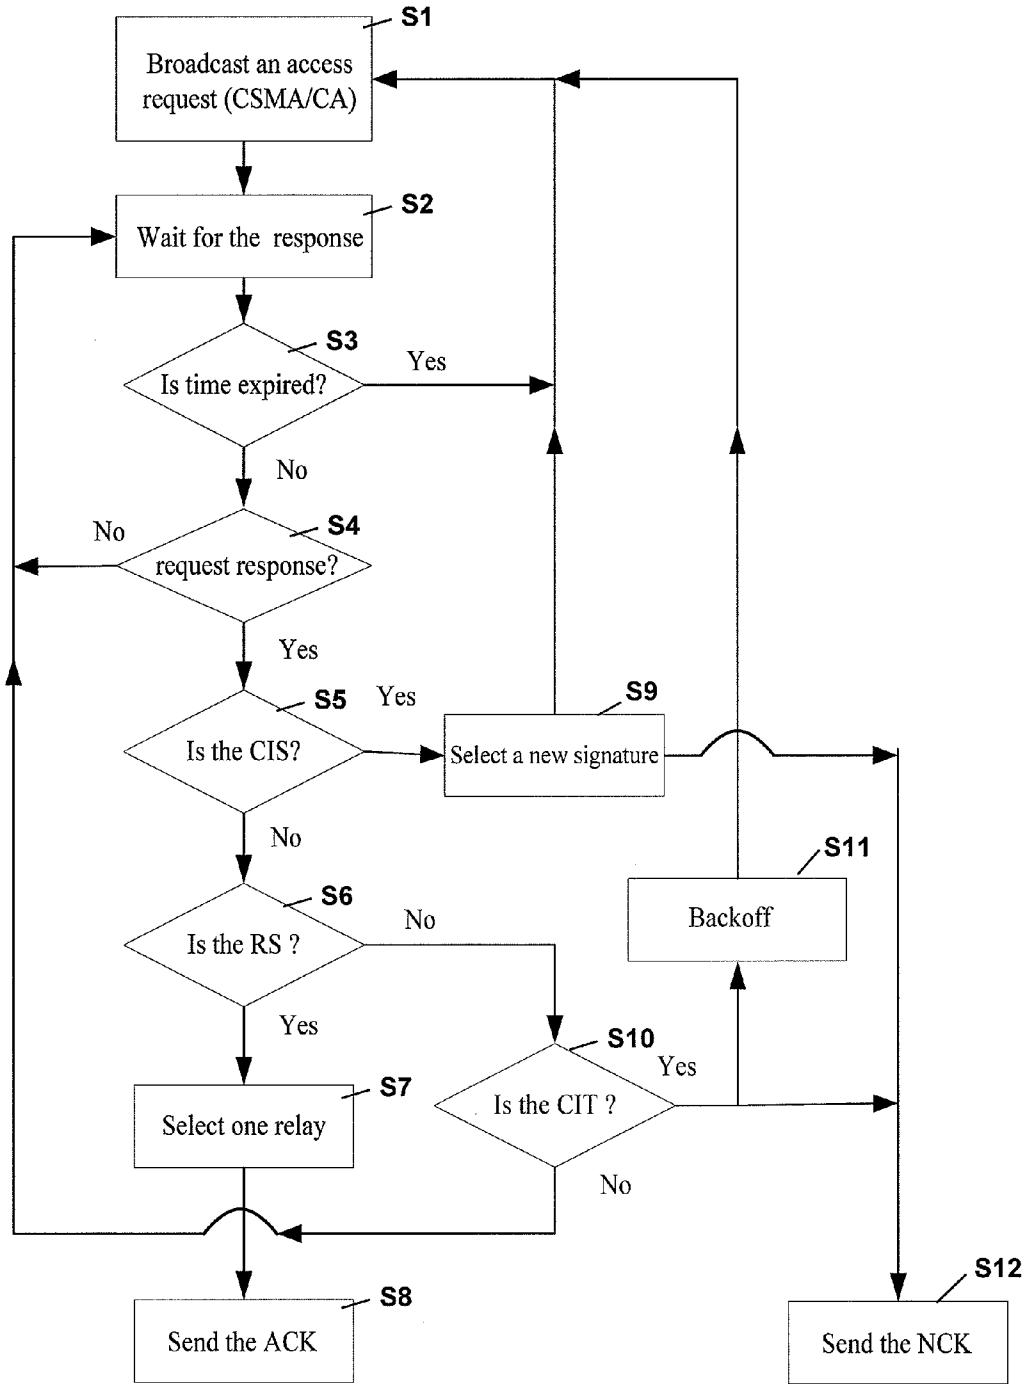 S1
Broadcast an access
request (CSMA/CA)
S2
Wait for the response
S3
Is time expired?
Yes
No
S4
No
request response?
Yes
S5
Yes
Is the CIS?
S9
Select a new signature
No
S11
Backoff
S6
No
Is the RS ?
Yes
S10
Yes
Is the CIT ?
No
S7
Select one relay
S8
Send the ACK
S12
Send the NCK